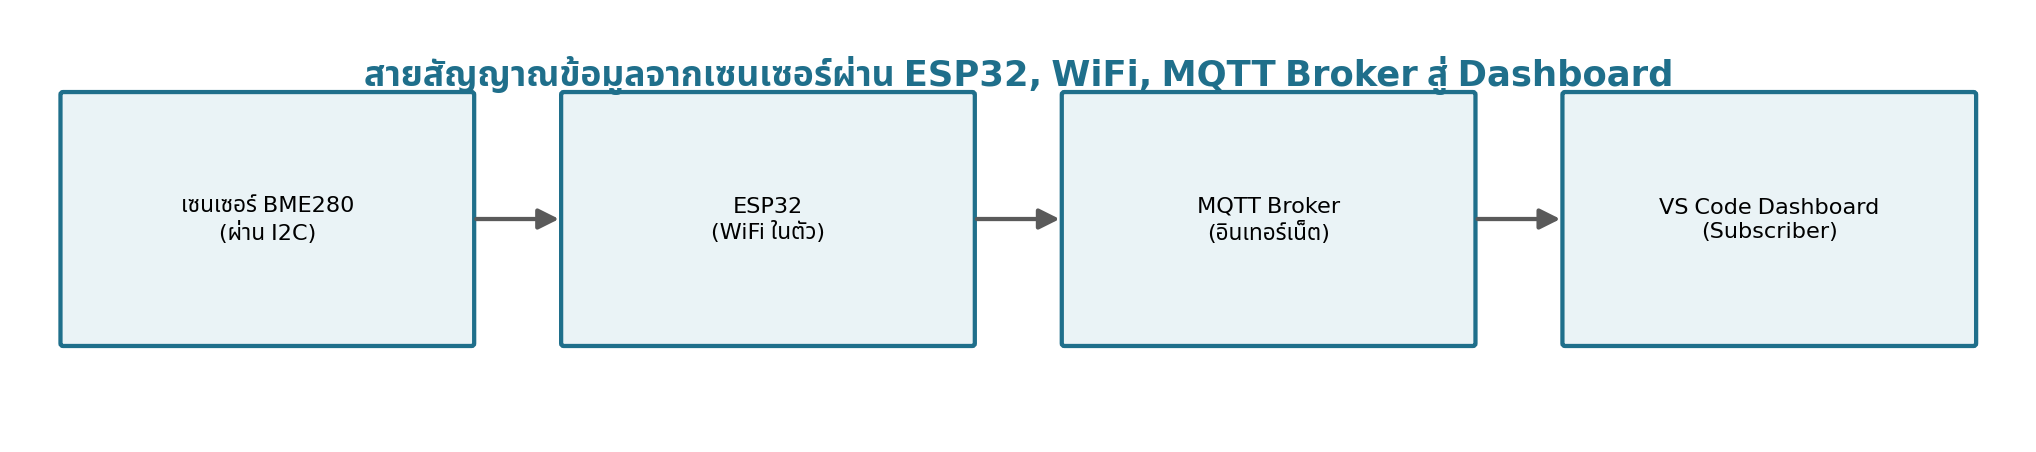 สายสัญญาณข้อมูลจากเซนเซอร์ผ่าน ESP32, WiFi, MQTT Broker สู่ Dashboard
เซนเซอร์ BME280
(ผ่าน I2C)
ESP32
(WiFi ในตัว)
MQTT Broker
(อินเทอร์เน็ต)
VS Code Dashboard
(Subscriber)